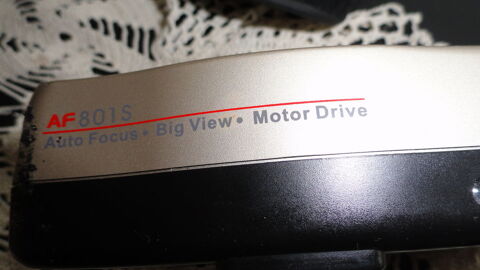 AF801S
Auto Focus • Big View • Motor Drive